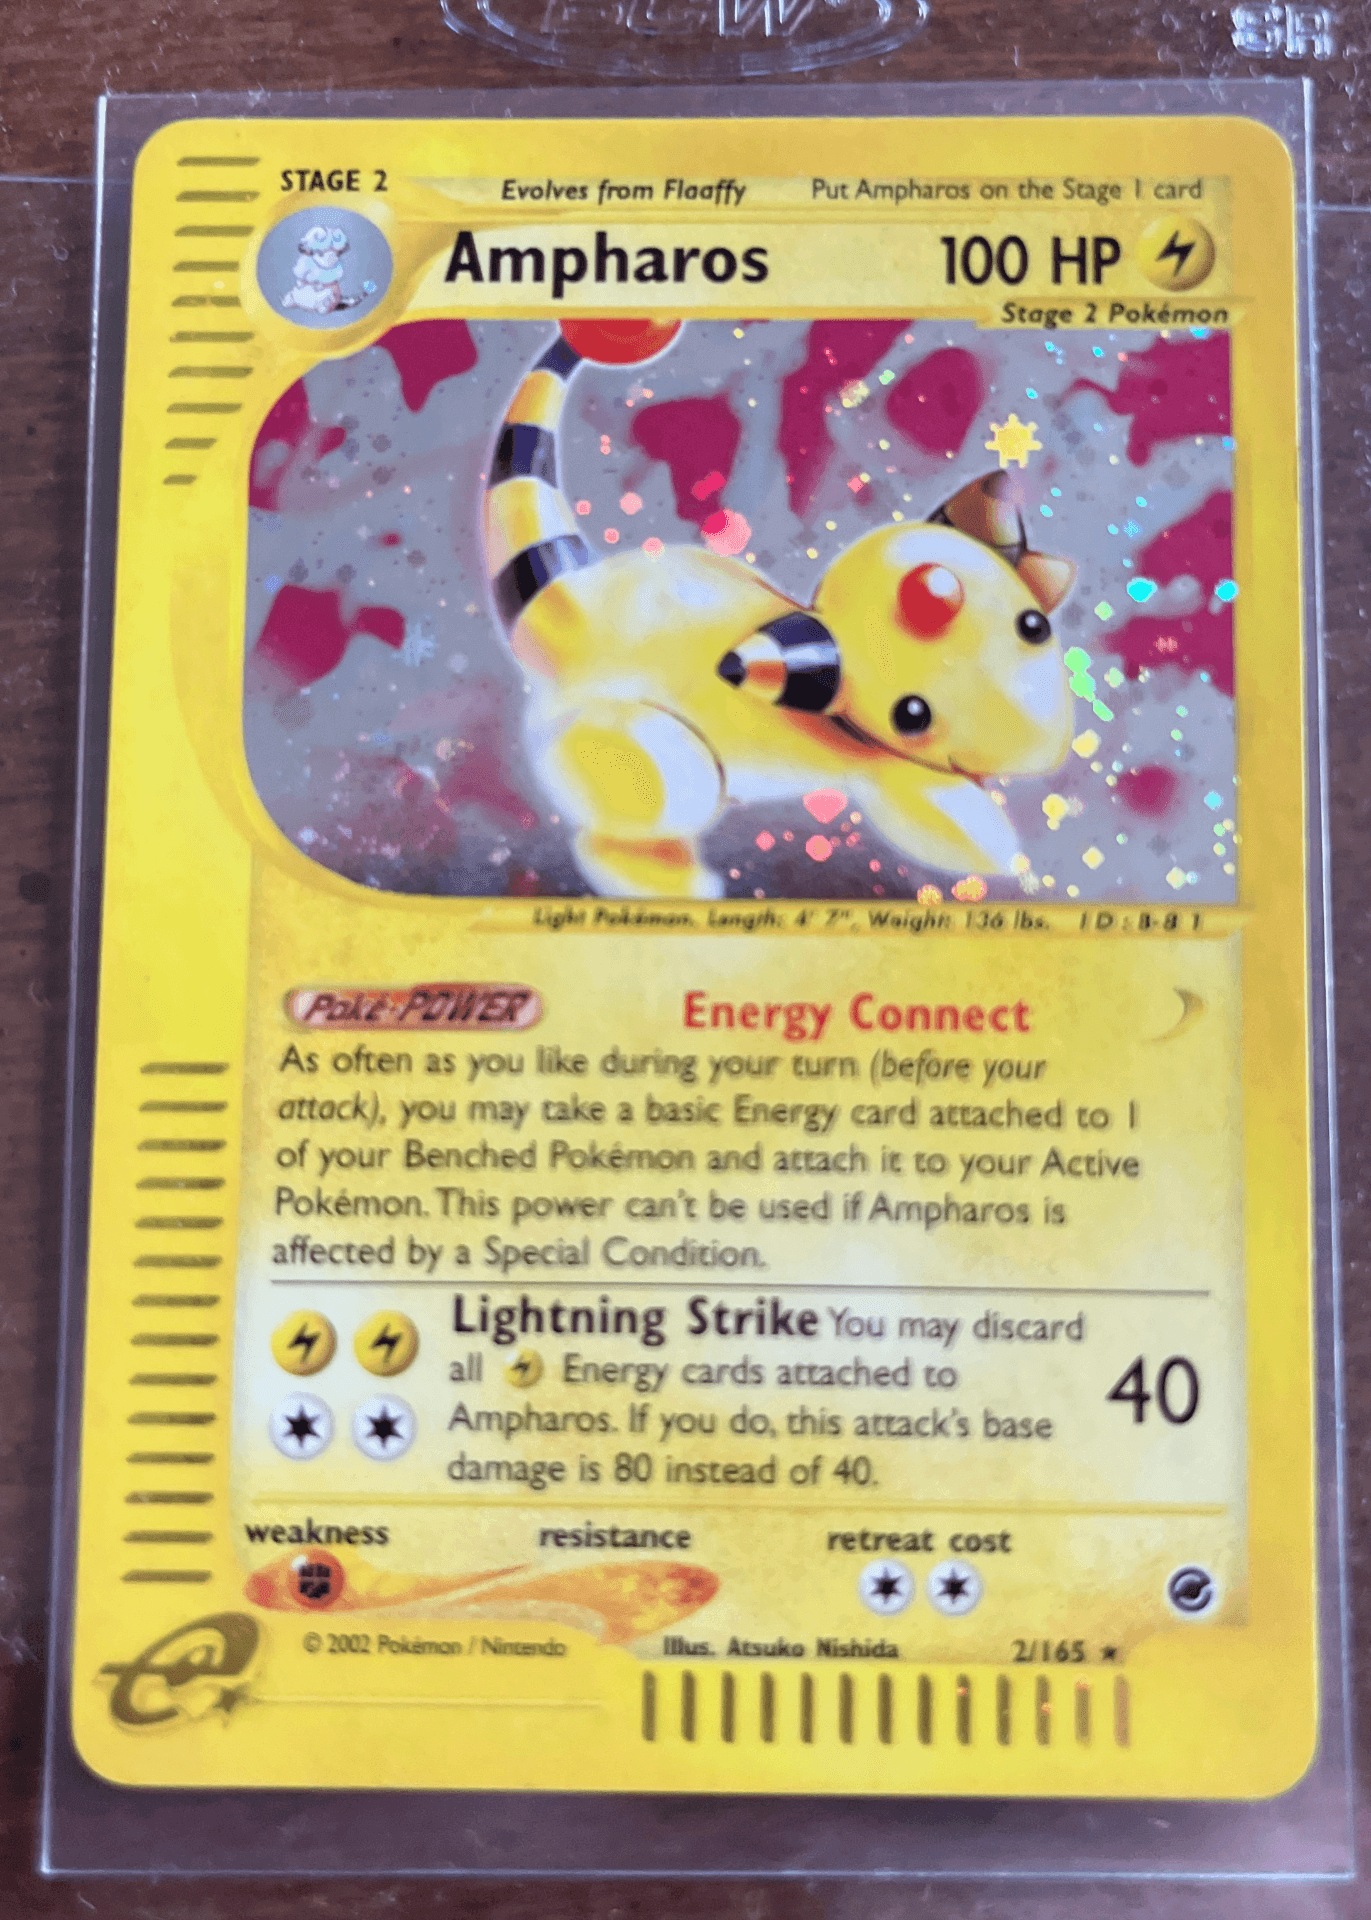 STAGE 2
Evolves from Flaaffy Put Ampharos on the Stage 1 card
Ampharos 100 HP
Stage 2 Pokémon
Light Pokémon. Length: 4' 7", Weight: 136 lbs. ID: B-81
Poké-POWER Energy Connect
As often as you like during your turn (before your
attack), you may take a basic Energy card attached to 1
of your Benched Pokémon and attach it to your Active
Pokémon. This power can't be used if Ampharos is
affected by a Special Condition.
Lightning Strike You may discard
all Energy cards attached to
Ampharos. If you do, this attack's base
damage is 80 instead of 40.
40
weakness resistance retreat cost
© 2002 Pokémon / Nintendo Illus. Atsuko Nishida 2/165
e